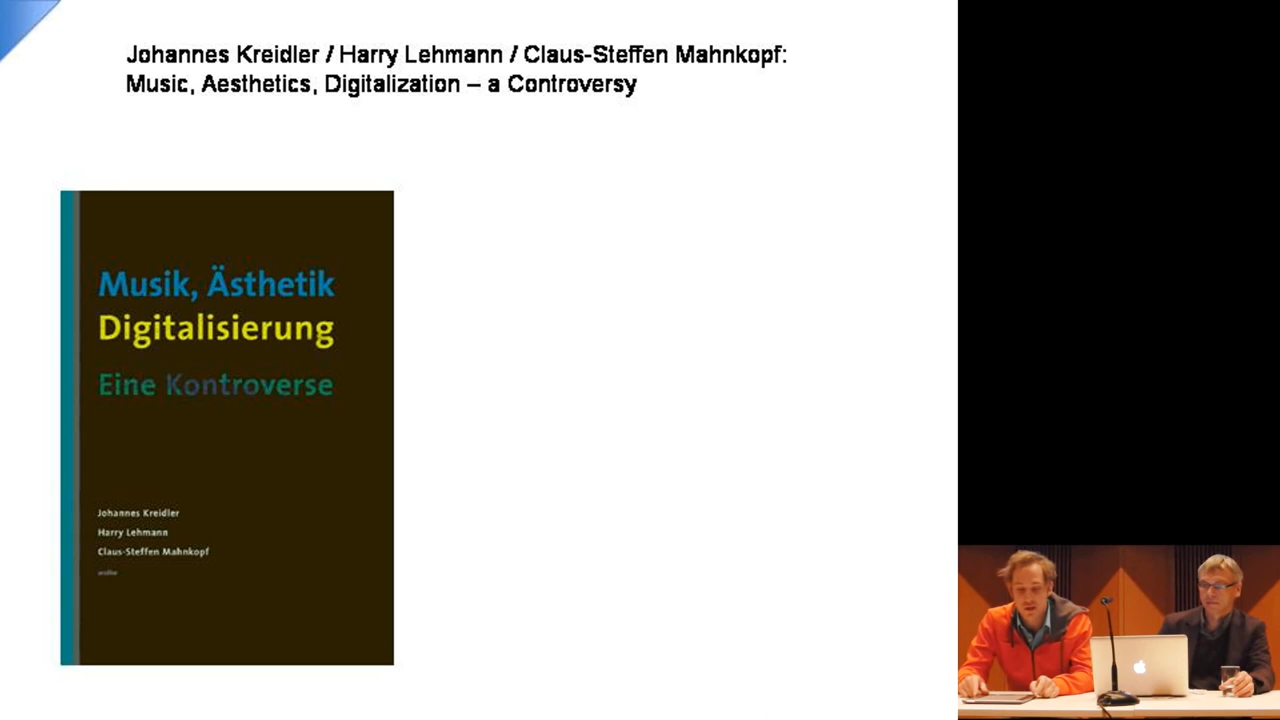 Johannes Kreidler / Harry Lehmann / Claus-Steffen Mahnkopf:
Music, Aesthetics, Digitalization – a Controversy
Musik, Ästhetik
Digitalisierung
Eine Kontroverse
Johannes Kreidler
Harry Lehmann
Claus-Steffen Mahnkopf